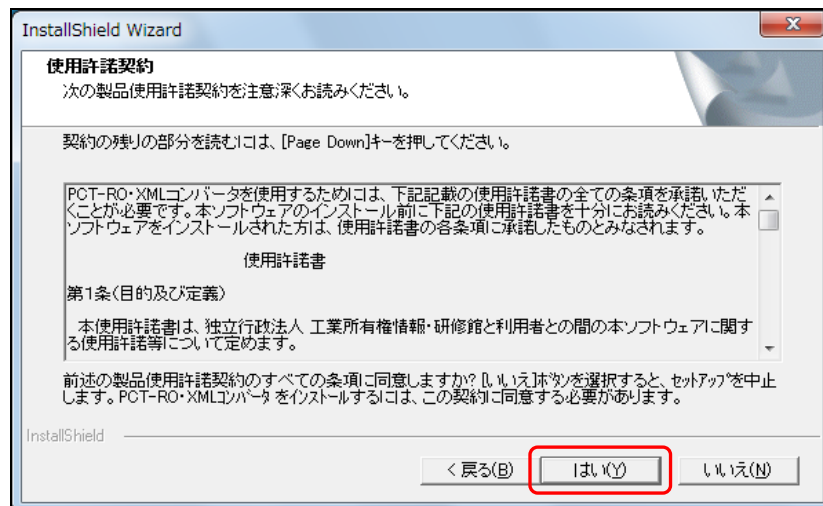 InstallShield Wizard
使用許諾契約
次の製品使用許諾契約を注意深くお読みください。
契約の残りの部分を読むには、[Page Down]キーを押してください。
PCT-RO・XMLコンバータを使用するためには、下記記載の使用許諾書の全ての条項を承諾いただ
くことが必要です。本ソフトウェアのインストール前に下記の使用許諾書を十分にお読みください。本
ソフトウェアをインストールされた方は、使用許諾書の各条項に承諾したものとみなされます。
使用許諾書
第1条(目的及び定義)
本使用許諾書は、独立行政法人 工業所有権情報・研修館と利用者との間の本ソフトウェアに関す
る使用許諾等について定めます。
前述の製品使用許諾契約のすべての条項に同意しますか? [いいえ]ボタンを選択すると、セットアップを中止
します。PCT-RO・XMLコンバータ をインストールするには、この契約に同意する必要があります。
InstallShield
< 戻る(B)
はい(Y)
いいえ(N)